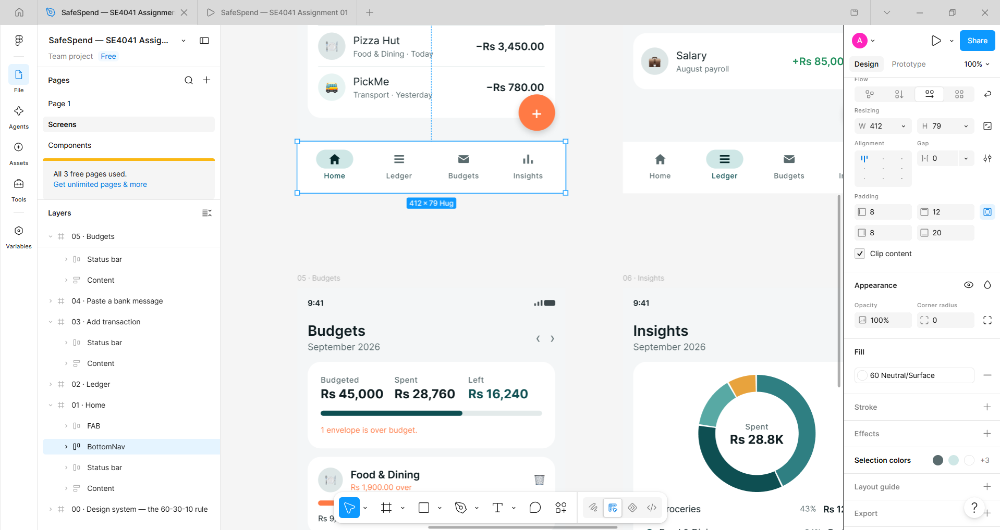 SafeSpend — SE4041 Assignmer
SafeSpend — SE4041 Assignment 01
File
Agents
Assets
Tools
Variables
SafeSpend — SE4041 Assig...
Team project Free
Pages
Page 1
Screens
Components
All 3 free pages used.
Get unlimited pages & more
Layers
05 · Budgets
Status bar
Content
04 · Paste a bank message
03 · Add transaction
Status bar
Content
02 · Ledger
01 · Home
FAB
BottomNav
Status bar
Content
00 · Design system — the 60-30-10 rule
Pizza Hut
Food & Dining · Today
−Rs 3,450.00
PickMe
Transport · Yesterday
−Rs 780.00
+
Home
Ledger
Budgets
Insights
412 × 79 Hug
Salary
August payroll
+Rs 85,00
Home
Ledger
Budgets
05 · Budgets
9:41
Budgets
September 2026
Budgeted
Rs 45,000
Spent
Rs 28,760
Left
Rs 16,240
1 envelope is over budget.
Food & Dining
Rs 1,900.00 over
Rs 9,
06 · Insights
9:41
Insights
September 2026
Spent
Rs 28.8K
roceries
43%
Rs 12
A
Share
Design
Prototype
100%
Flow
Resizing
W 412
H 79
Alignment
Gap
0
Padding
8
12
8
20
Clip content
Appearance
Opacity
Corner radius
100%
0
Fill
60 Neutral/Surface
Stroke
Effects
Selection colors
+3
Layout guide
Export
?